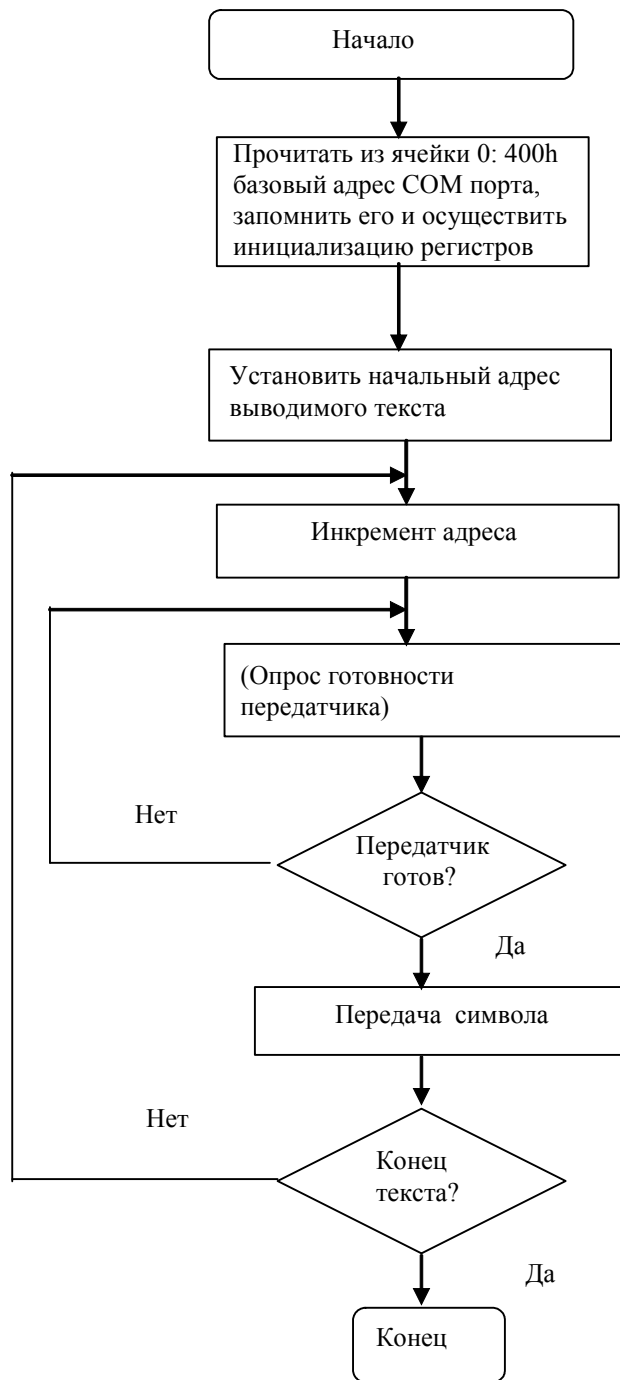 Начало
Прочитать из ячейки 0: 400h
базовый адрес COM порта,
запомнить его и осуществить
инициализацию регистров
Установить начальный адрес
выводимого текста
Инкремент адреса
(Опрос готовности
передатчика)
Нет
Передатчик
готов?
Да
Передача символа
Нет
Конец
текста?
Да
Конец